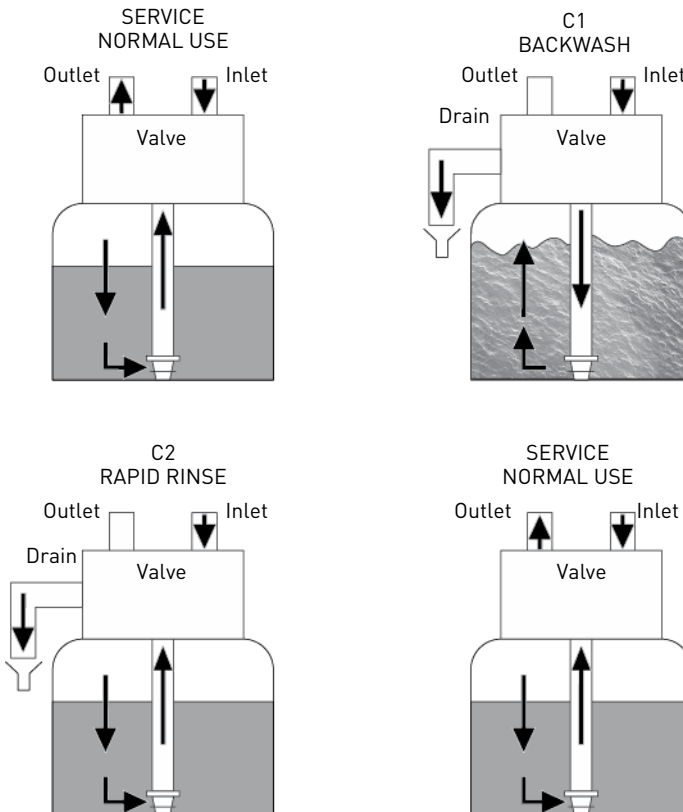 SERVICE
NORMAL USE
Outlet
Inlet
Valve
C1
BACKWASH
Outlet
Inlet
Drain
Valve
C2
RAPID RINSE
Outlet
Inlet
Drain
Valve
SERVICE
NORMAL USE
Outlet
Inlet
Valve